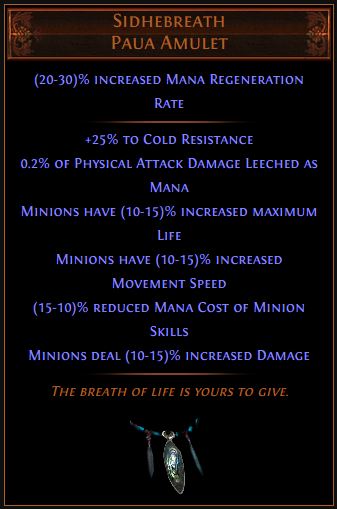 Sidhebreath
Paua Amulet
(20-30)% increased Mana Regeneration
Rate
+25% to Cold Resistance
0.2% of Physical Attack Damage Leeched as
Mana
Minions have (10-15)% increased maximum
Life
Minions have (10-15)% increased
Movement Speed
(15-10)% reduced Mana Cost of Minion
Skills
Minions deal (10-15)% increased Damage
The breath of life is yours to give.